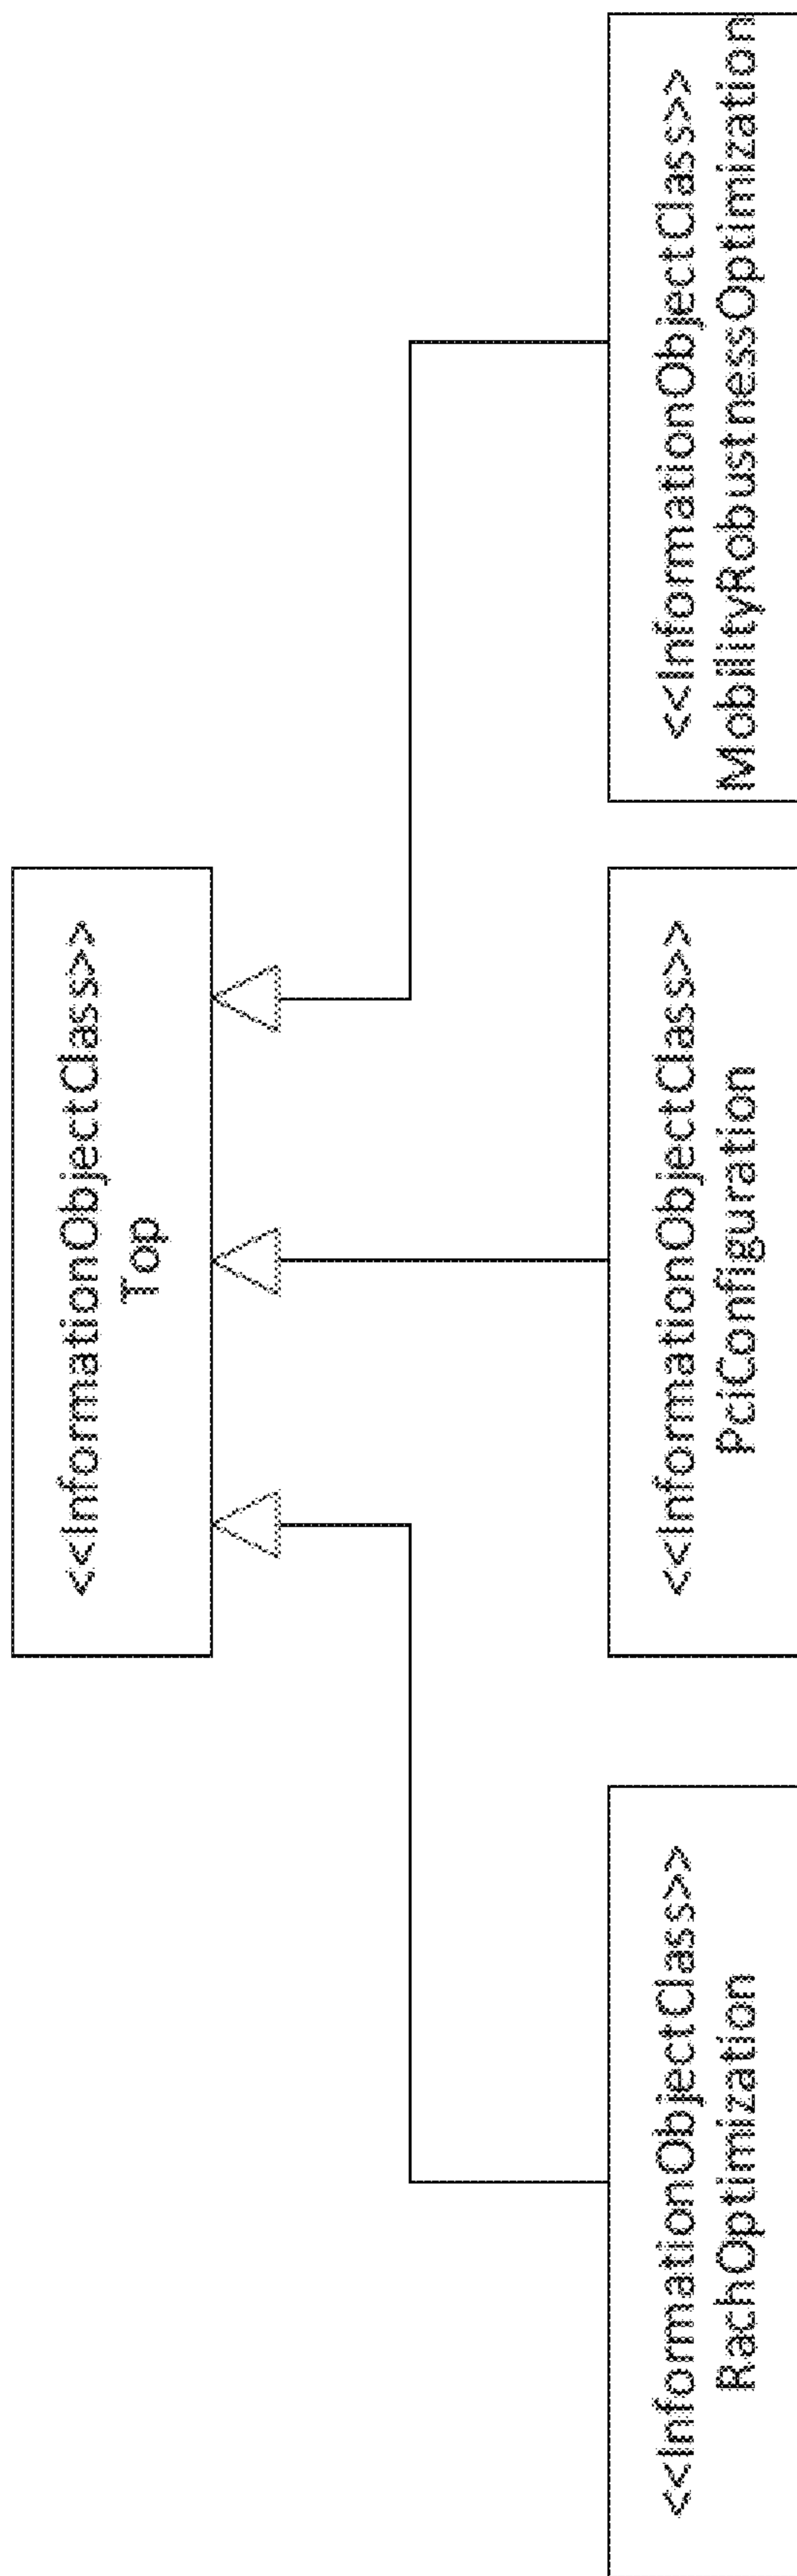 <<InformationObjectClass>>
Top
<<InformationObjectClass>>
RachOptimization
<<InformationObjectClass>>
PciConfiguration
<<InformationObjectClass>>
MobilityRobustnessOptimization